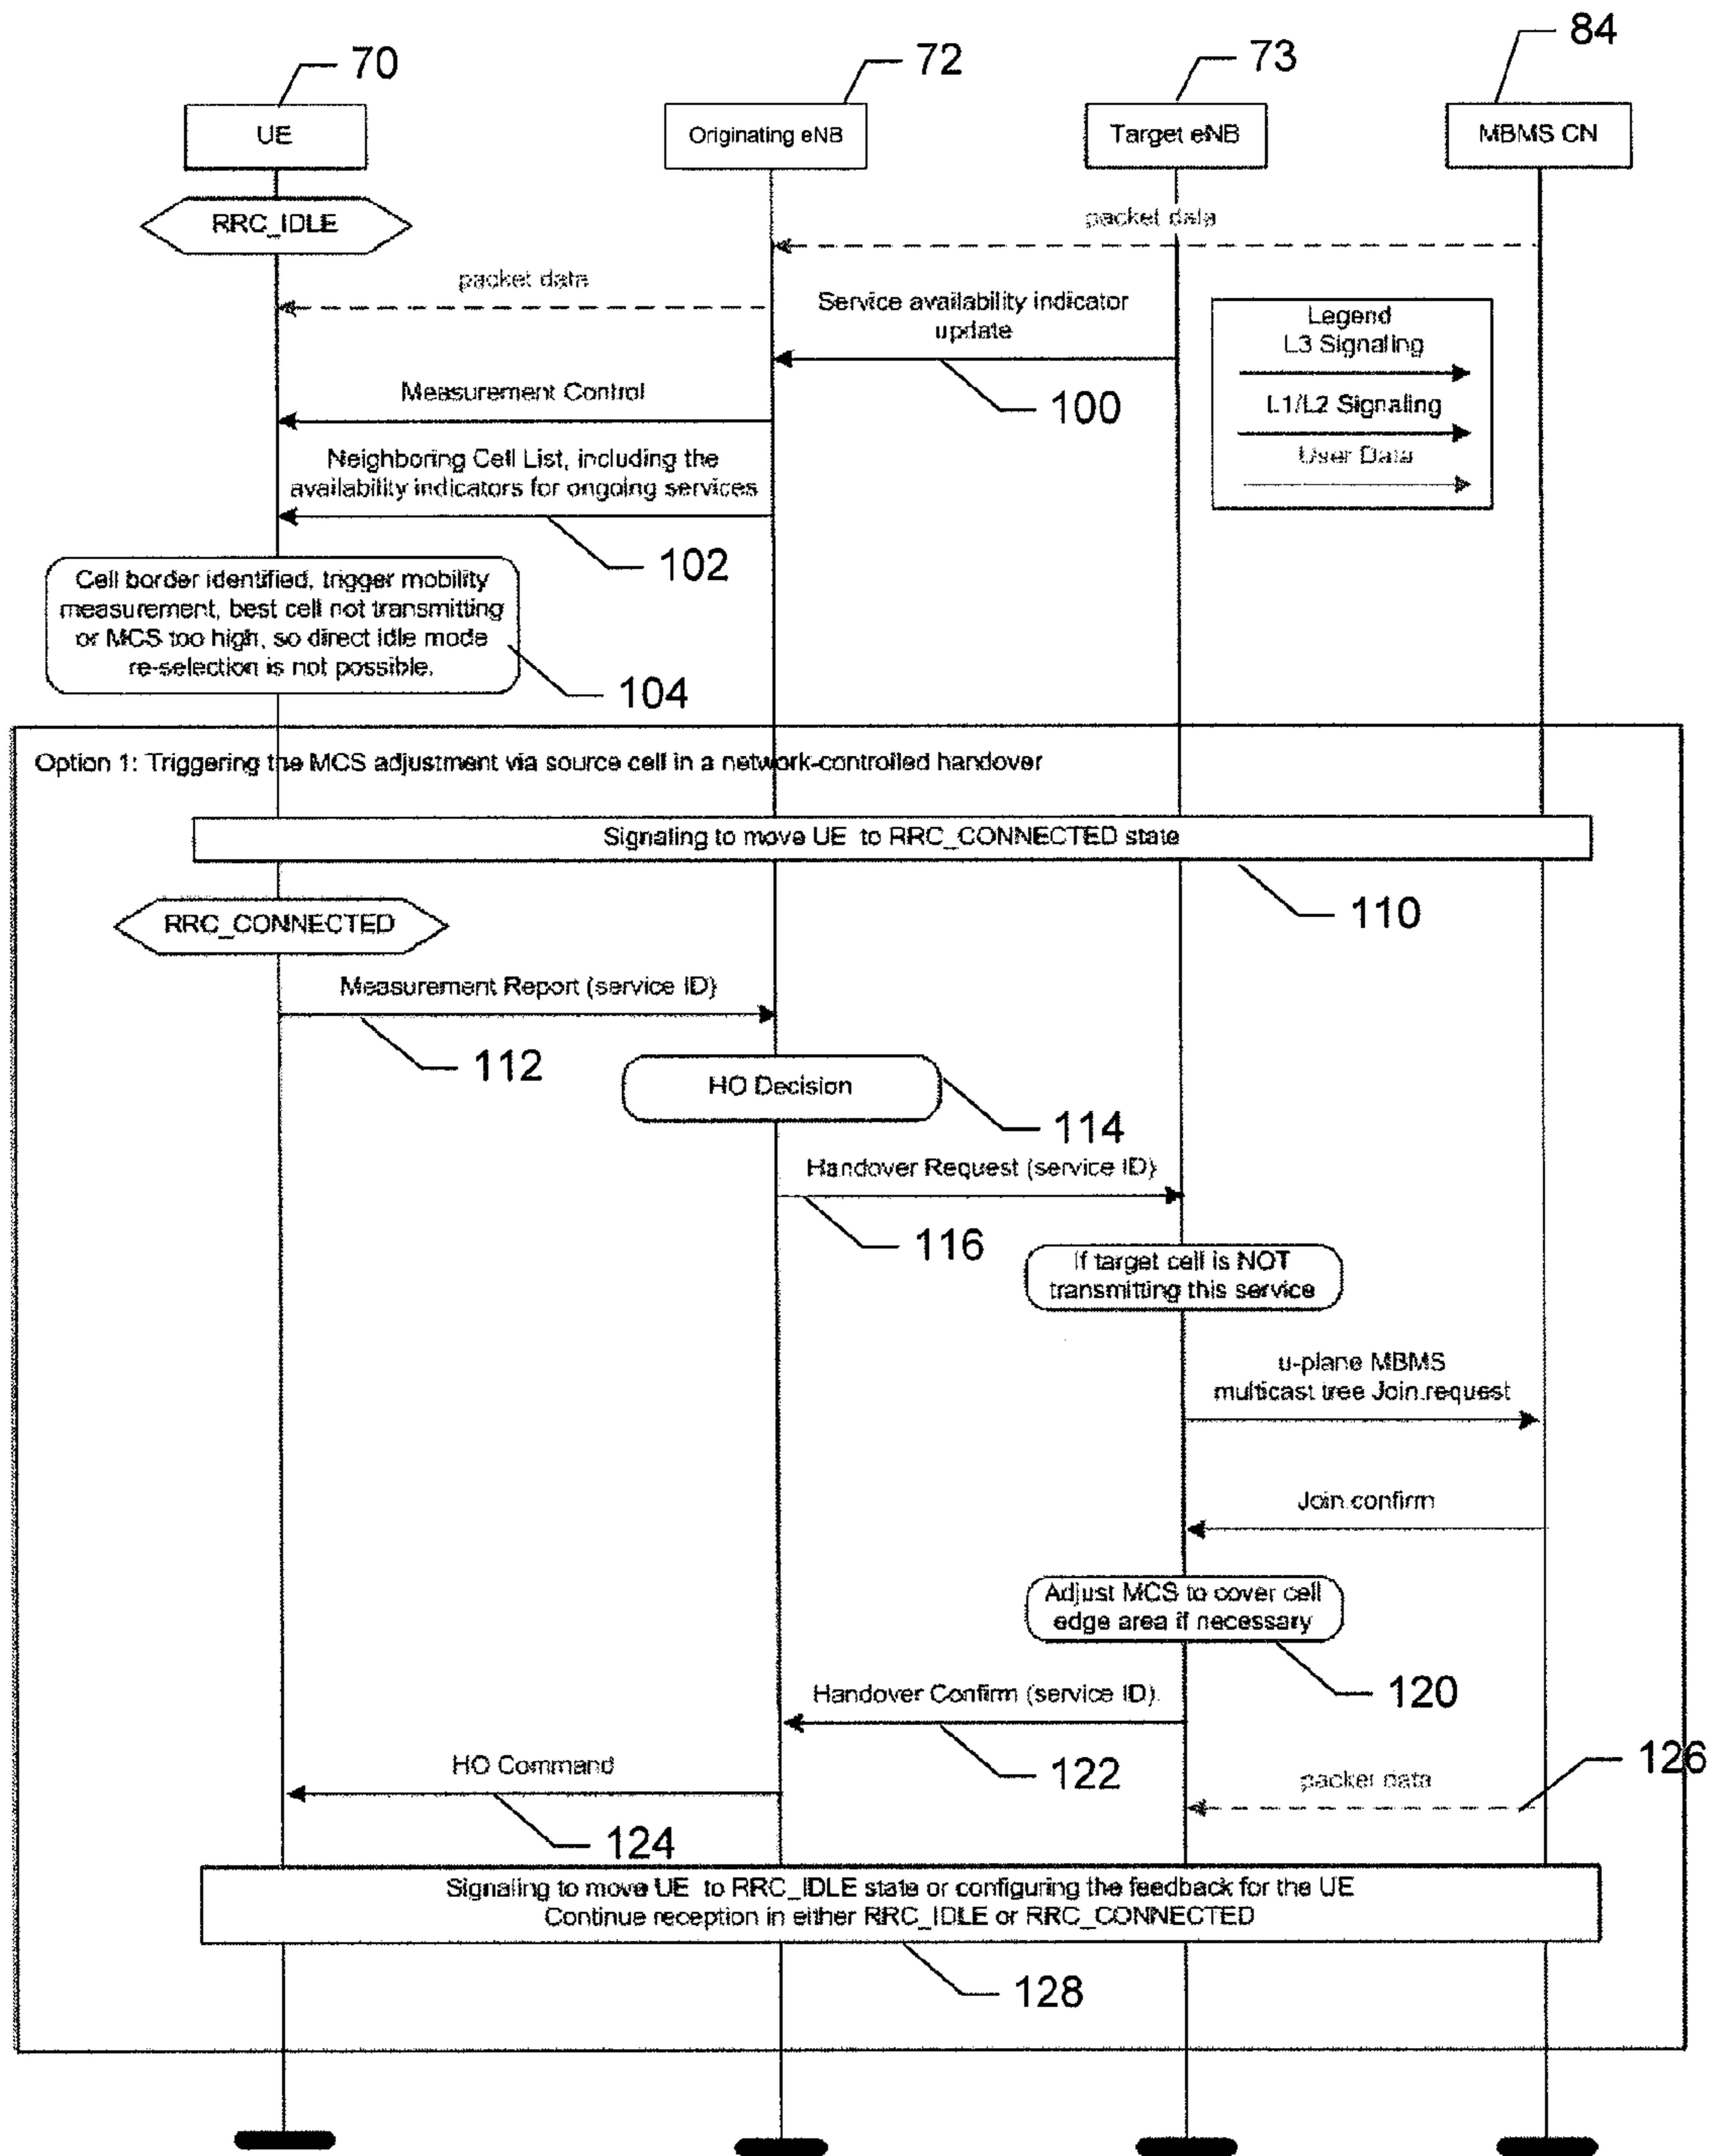 70
72
73
84
UE
Originating eNB
Target eNB
MBMS CN
RRC_IDLE
packet data
packet data
Service availability indicator
update
Legend
L3 Signaling
L1/L2 Signaling
User Data
100
Measurement Control
Neighboring Cell List, including the
availability indicators for ongoing services
102
Cell border identified, trigger mobility
measurement, best cell not transmitting
or MCS too high, so direct idle mode
re-selection is not possible.
104
Option 1: Triggering the MCS adjustment via source cell in a network-controlled handover
Signaling to move UE to RRC_CONNECTED state
110
RRC_CONNECTED
Measurement Report (service ID)
112
HO Decision
114
Handover Request (service ID)
116
If target cell is NOT
transmitting this service
u-plane MBMS
multicast tree Join.request
Join.confirm
Adjust MCS to cover cell
edge area if necessary
120
Handover Confirm (service ID).
122
HO Command
124
packet data
126
Signaling to move UE to RRC_IDLE state or configuring the feedback for the UE
Continue reception in either RRC_IDLE or RRC_CONNECTED
128